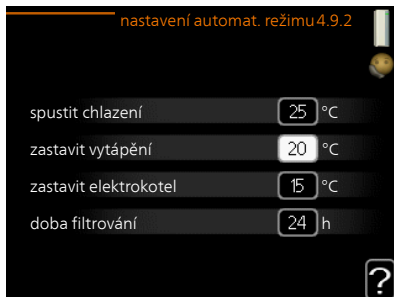 nastavení automat. režimu 4.9.2
spustit chlazení 25 °C
zastavit vytápění 20 °C
zastavit elektrokotel 15 °C
doba filtrování 24 h
?